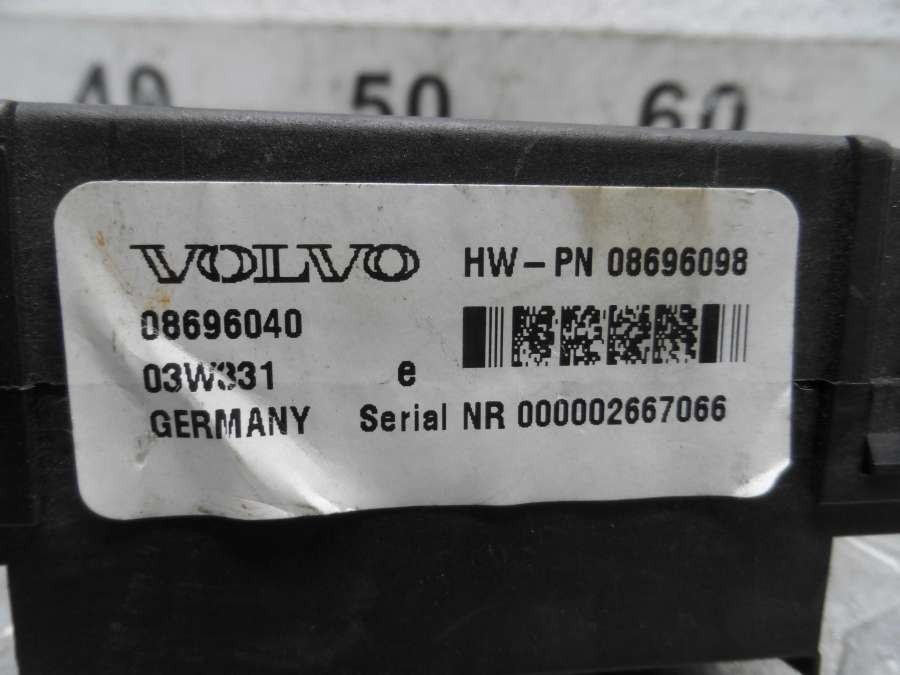 40 50 60
VOLVO HW-PN 08696098
08696040
03W331 e
GERMANY Serial NR 000002667066